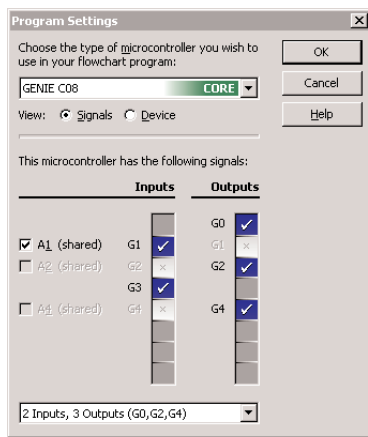 Program Settings
Choose the type of microcontroller you wish to
use in your flowchart program:
OK
GENIE C08 CORE
Cancel
View: Signals Device
Help
This microcontroller has the following signals:
Inputs Outputs
G0
A1 (shared) G1 G1
A2 (shared) G2 G2
G3
A4 (shared) G4 G4
2 Inputs, 3 Outputs (G0,G2,G4)